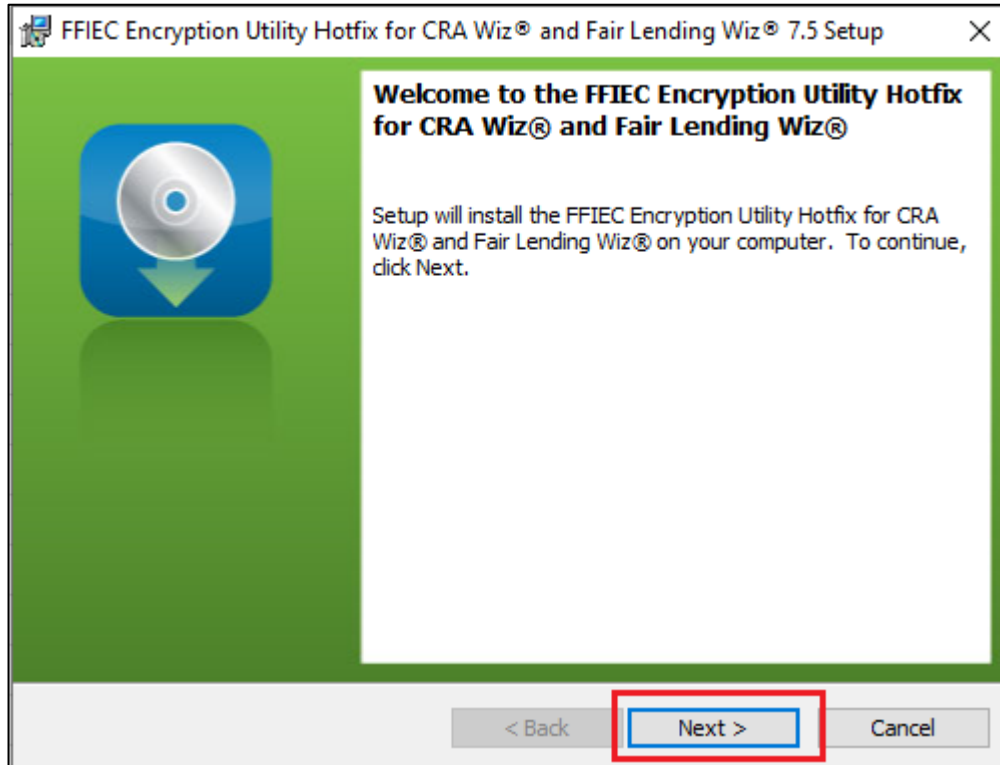 FFIEC Encryption Utility Hotfix for CRA Wiz® and Fair Lending Wiz® 7.5 Setup
Welcome to the FFIEC Encryption Utility Hotfix
for CRA Wiz® and Fair Lending Wiz®
Setup will install the FFIEC Encryption Utility Hotfix for CRA
Wiz® and Fair Lending Wiz® on your computer.  To continue,
click Next.
< Back
Next >
Cancel